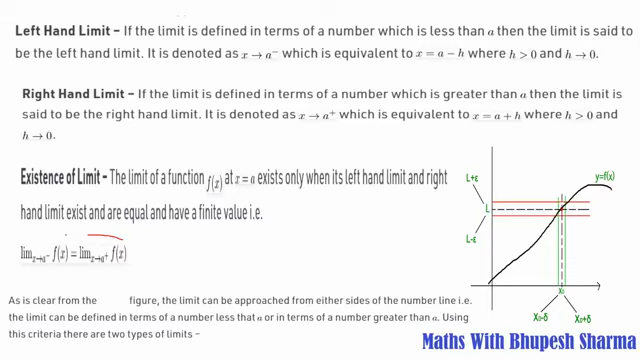 Left Hand Limit – If the limit is defined in terms of a number which is less than a then the limit is said to
be the left hand limit. It is denoted as x → a⁻ which is equivalent to x = a − h where h > 0 and h → 0.
Right Hand Limit – If the limit is defined in terms of a number which is greater than a then the limit
is said to be the right hand limit. It is denoted as x → a⁺ which is equivalent to x = a + h where h > 0 and
h → 0.
Existence of Limit – The limit of a function f(x) at x = a exists only when its left hand limit and right
hand limit exist and are equal and have a finite value i.e.
lim x→a⁻ f(x) = lim x→a⁺ f(x)
L+ε
y=f(x)
L
L-ε
x₀
X₀-δ
X₀+δ
As is clear from the figure, the limit can be approached from either sides of the number line i.e.
the limit can be defined in terms of a number less that a or in terms of a number greater than a. Using
this criteria there are two types of limits –
Maths With Bhupesh Sharma